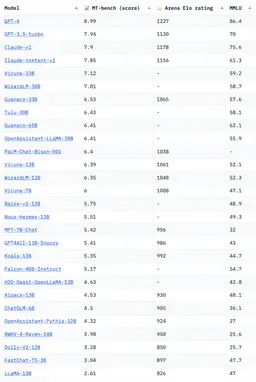 Model MT-bench (score) Arena Elo rating MMLU
GPT-4 8.99 1227 86.4
GPT-3.5-turbo 7.94 1130 70
Claude-v1 7.9 1178 75.6
Claude-instant-v1 7.85 1156 61.3
Vicuna-33B 7.12 - 59.2
WizardLM-30B 7.01 - 58.7
Guanaco-33B 6.53 1065 57.6
Tulu-30B 6.43 - 58.1
Guanaco-65B 6.41 - 62.1
OpenAssistant-LLaMA-30B 6.41 - 55.9
PaLM-Chat-Bison-001 6.4 1038 -
Vicuna-13B 6.39 1061 52.1
WizardLM-13B 6.35 1048 52.3
Vicuna-7B 6 1008 47.1
Baize-v2-13B 5.75 - 48.9
Nous-Hermes-13B 5.51 - 49.3
MPT-7B-Chat 5.42 956 32
GPT4All-13B-Snoozy 5.41 986 43
Koala-13B 5.35 992 44.7
Falcon-40B-Instruct 5.17 - 54.7
H2O-Oasst-OpenLLaMA-13B 4.63 - 42.8
Alpaca-13B 4.53 930 48.1
ChatGLM-6B 4.5 905 36.1
OpenAssistant-Pythia-12B 4.32 924 27
RWKV-4-Raven-14B 3.98 950 25.6
Dolly-V2-12B 3.28 850 25.7
FastChat-T5-3B 3.04 897 47.7
LLaMA-13B 2.61 826 47